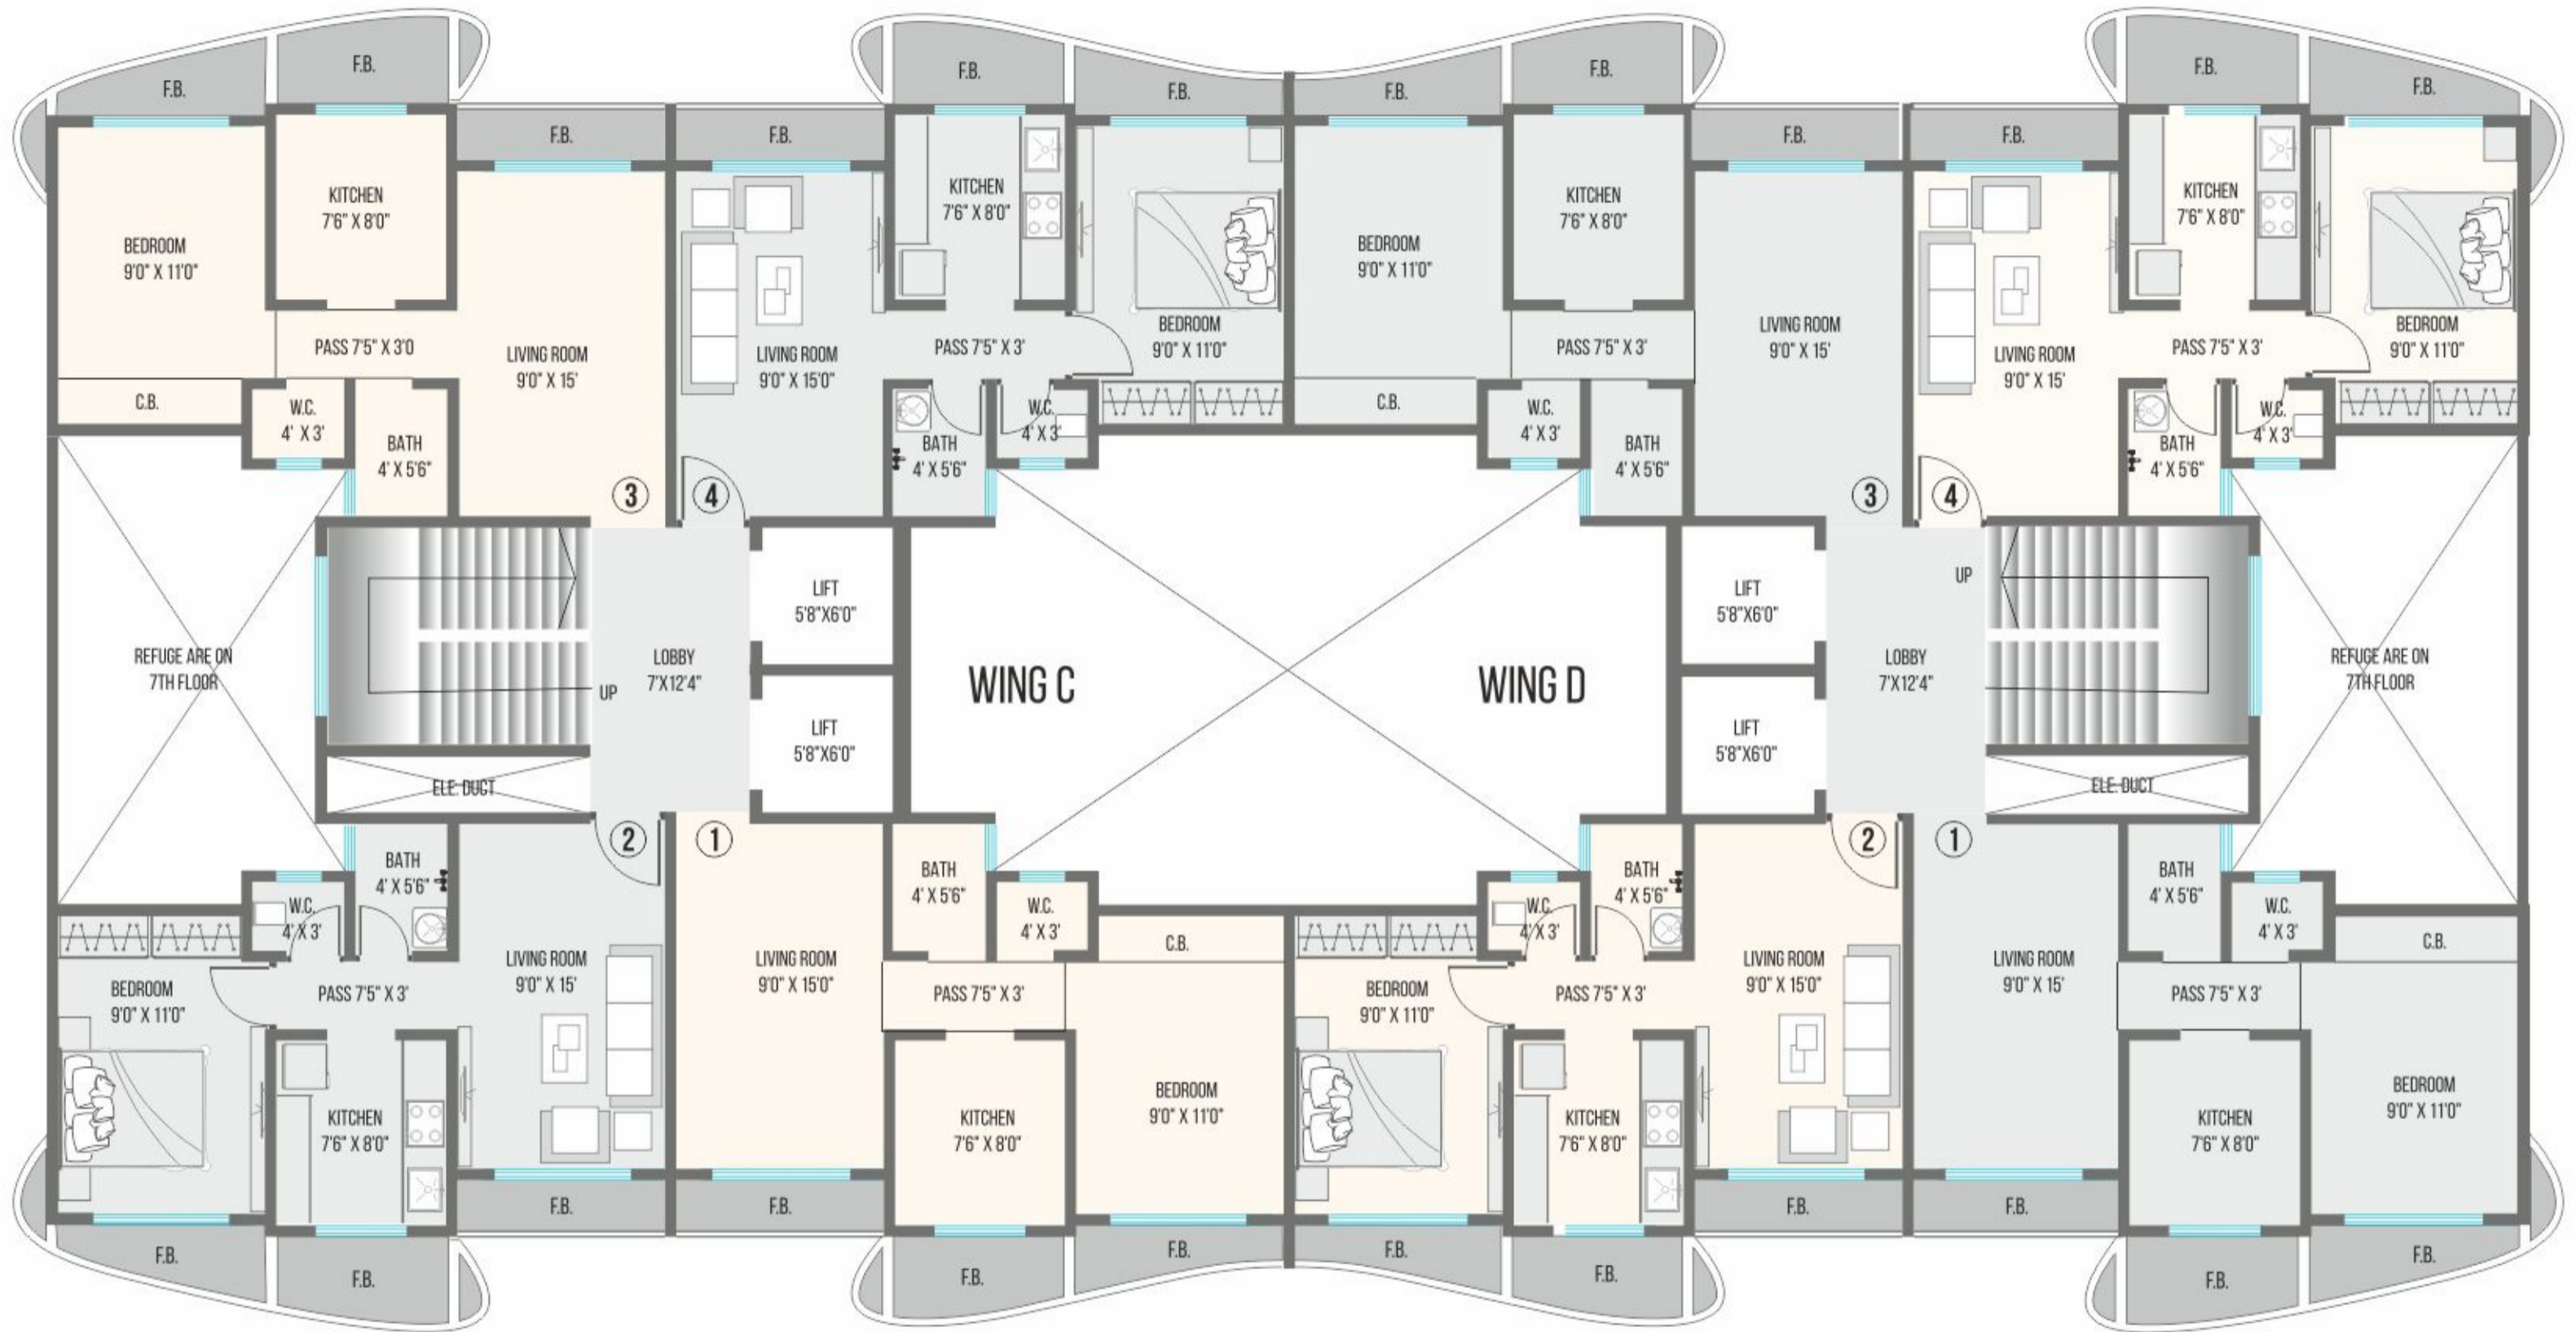 F.B.
F.B.
F.B.
F.B.
F.B.
F.B.
F.B.
F.B.
F.B.
F.B.
F.B.
F.B.
BEDROOM
9'0" X 11'0"
KITCHEN
7'6" X 8'0"
PASS 7'5" X 3'0
LIVING ROOM
9'0" X 15'
C.B.
W.C.
4' X 3'
BATH
4' X 5'6"
3
LIVING ROOM
9'0" X 15'0"
KITCHEN
7'6" X 8'0"
PASS 7'5" X 3'
BEDROOM
9'0" X 11'0"
BATH
4' X 5'6"
W.C.
4' X 3'
4
BEDROOM
9'0" X 11'0"
KITCHEN
7'6" X 8'0"
PASS 7'5" X 3'
LIVING ROOM
9'0" X 15'
C.B.
W.C.
4' X 3'
BATH
4' X 5'6"
3
LIVING ROOM
9'0" X 15'
KITCHEN
7'6" X 8'0"
PASS 7'5" X 3'
BEDROOM
9'0" X 11'0"
BATH
4' X 5'6"
W.C.
4' X 3'
4
REFUGE ARE ON
7TH FLOOR
UP
LOBBY
7'X12'4"
LIFT
5'8"X6'0"
LIFT
5'8"X6'0"
ELE. DUCT
WING C
WING D
LIFT
5'8"X6'0"
LIFT
5'8"X6'0"
UP
LOBBY
7'X12'4"
ELE. DUCT
REFUGE ARE ON
7TH FLOOR
2
BATH
4' X 5'6"
W.C.
4' X 3'
LIVING ROOM
9'0" X 15'
BEDROOM
9'0" X 11'0"
PASS 7'5" X 3'
KITCHEN
7'6" X 8'0"
1
BATH
4' X 5'6"
W.C.
4' X 3'
C.B.
LIVING ROOM
9'0" X 15'0"
PASS 7'5" X 3'
KITCHEN
7'6" X 8'0"
BEDROOM
9'0" X 11'0"
2
BATH
4' X 5'6"
W.C.
4' X 3'
LIVING ROOM
9'0" X 15'0"
BEDROOM
9'0" X 11'0"
PASS 7'5" X 3'
KITCHEN
7'6" X 8'0"
1
BATH
4' X 5'6"
W.C.
4' X 3'
C.B.
LIVING ROOM
9'0" X 15'
PASS 7'5" X 3'
KITCHEN
7'6" X 8'0"
BEDROOM
9'0" X 11'0"
F.B.
F.B.
F.B.
F.B.
F.B.
F.B.
F.B.
F.B.
F.B.
F.B.
F.B.
F.B.